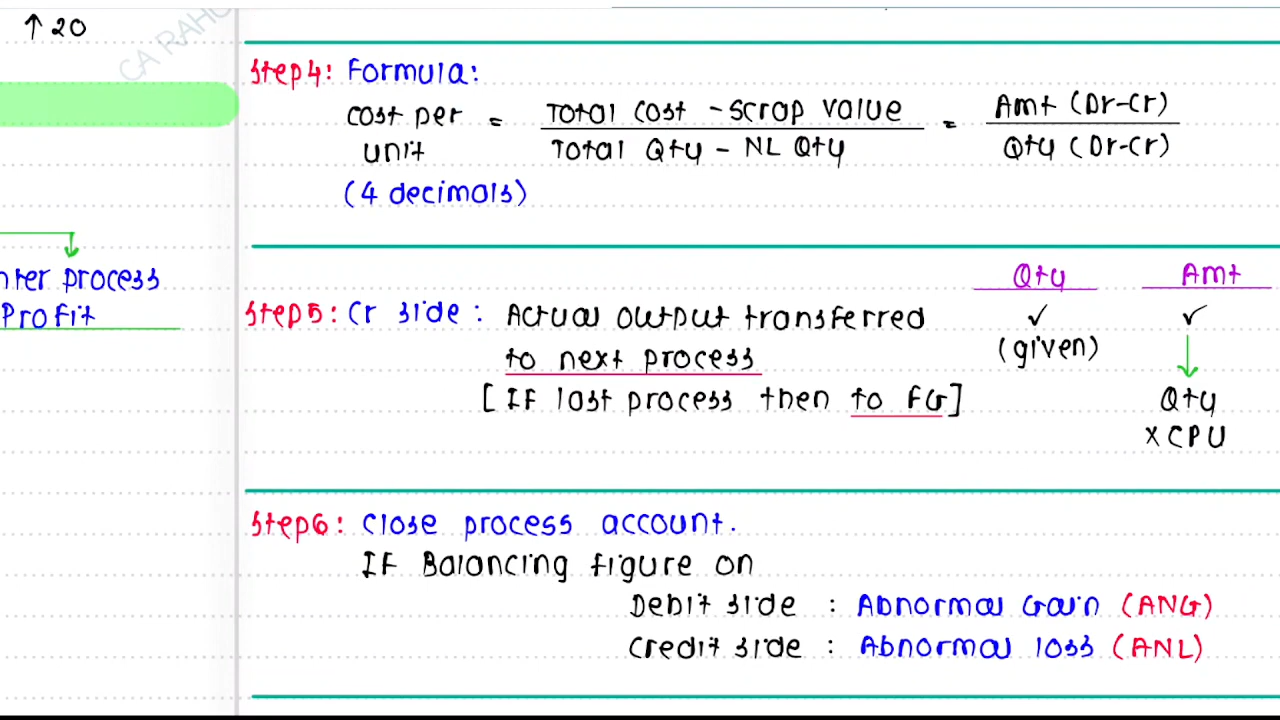 ↑20
CA RAHU
Step4: Formula:
cost per unit = Total cost - Scrap value / Total Qty - NL Qty = Amt (Dr-Cr) / Qty (Dr-Cr)
(4 decimals)
nter process
Profit
Qty Amt
Step5: Cr side: Actual output transferred ✓ ✓
to next process (given)
[If last process then to FG] Qty
x CPU
Step6: Close process account.
If Balancing figure on
Debit side : Abnormal Gain (ANG)
Credit side : Abnormal loss (ANL)